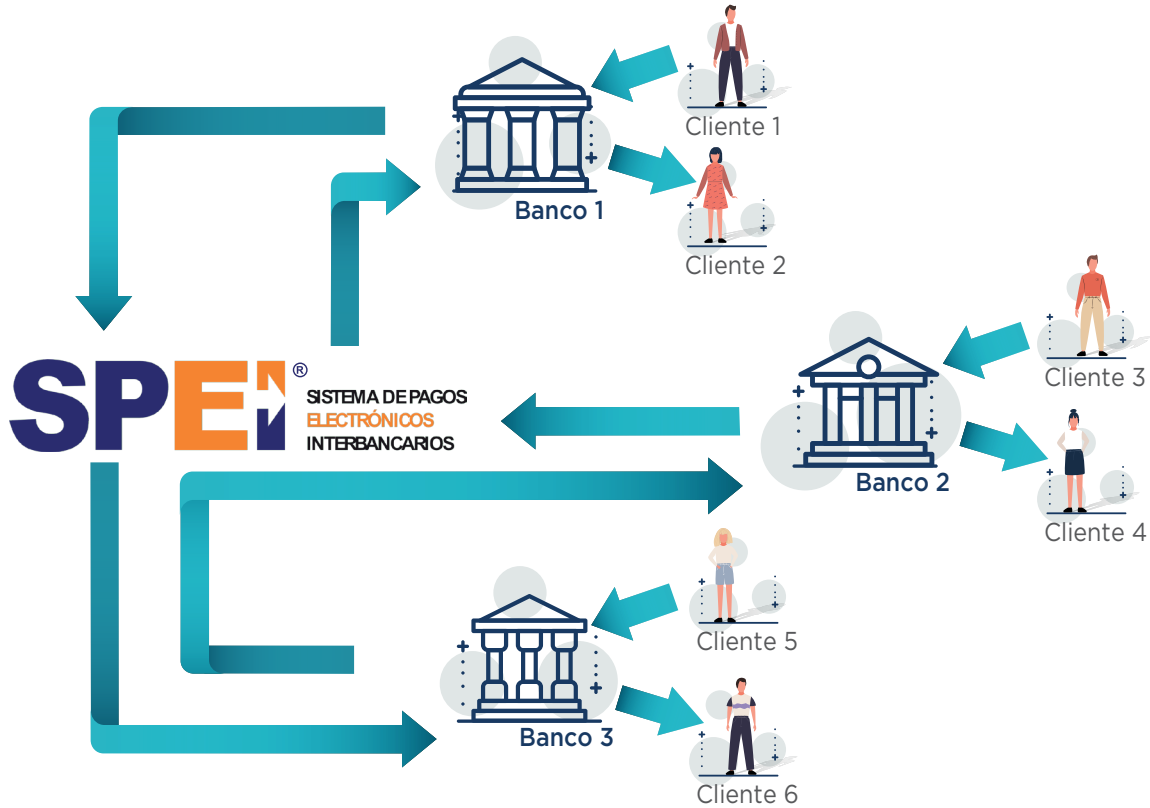 Cliente 1
Banco 1
Cliente 2
Cliente 3
SPEI®
SISTEMA DE PAGOS
ELECTRÓNICOS
INTERBANCARIOS
Banco 2
Cliente 4
Cliente 5
Banco 3
Cliente 6